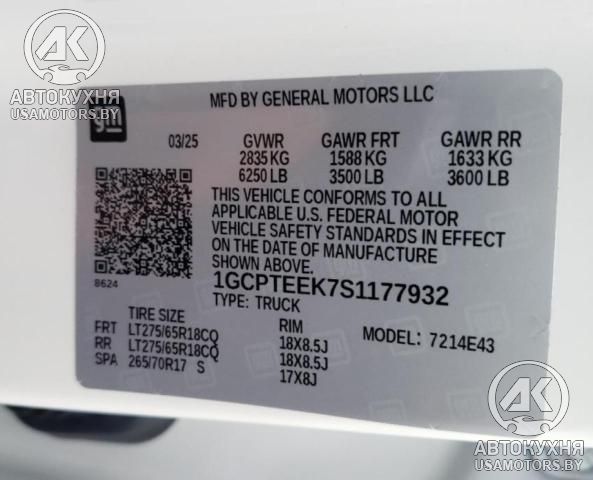 AK
АВТОКУХНЯ
USAMOTORS.BY
gm
MFD BY GENERAL MOTORS LLC
03/25 GVWR GAWR FRT GAWR RR
2835 KG 1588 KG 1633 KG
6250 LB 3500 LB 3600 LB
THIS VEHICLE CONFORMS TO ALL
APPLICABLE U.S. FEDERAL MOTOR
VEHICLE SAFETY STANDARDS IN EFFECT
ON THE DATE OF MANUFACTURE
SHOWN ABOVE.
8624
1GCPTEEK7S1177932
TYPE: TRUCK
TIRE SIZE RIM MODEL: 7214E43
FRT LT275/65R18CQ 18X8.5J
RR LT275/65R18CQ 18X8.5J
SPA 265/70R17 S 17X8J
AK
АВТОКУХНЯ
USAMOTORS.BY